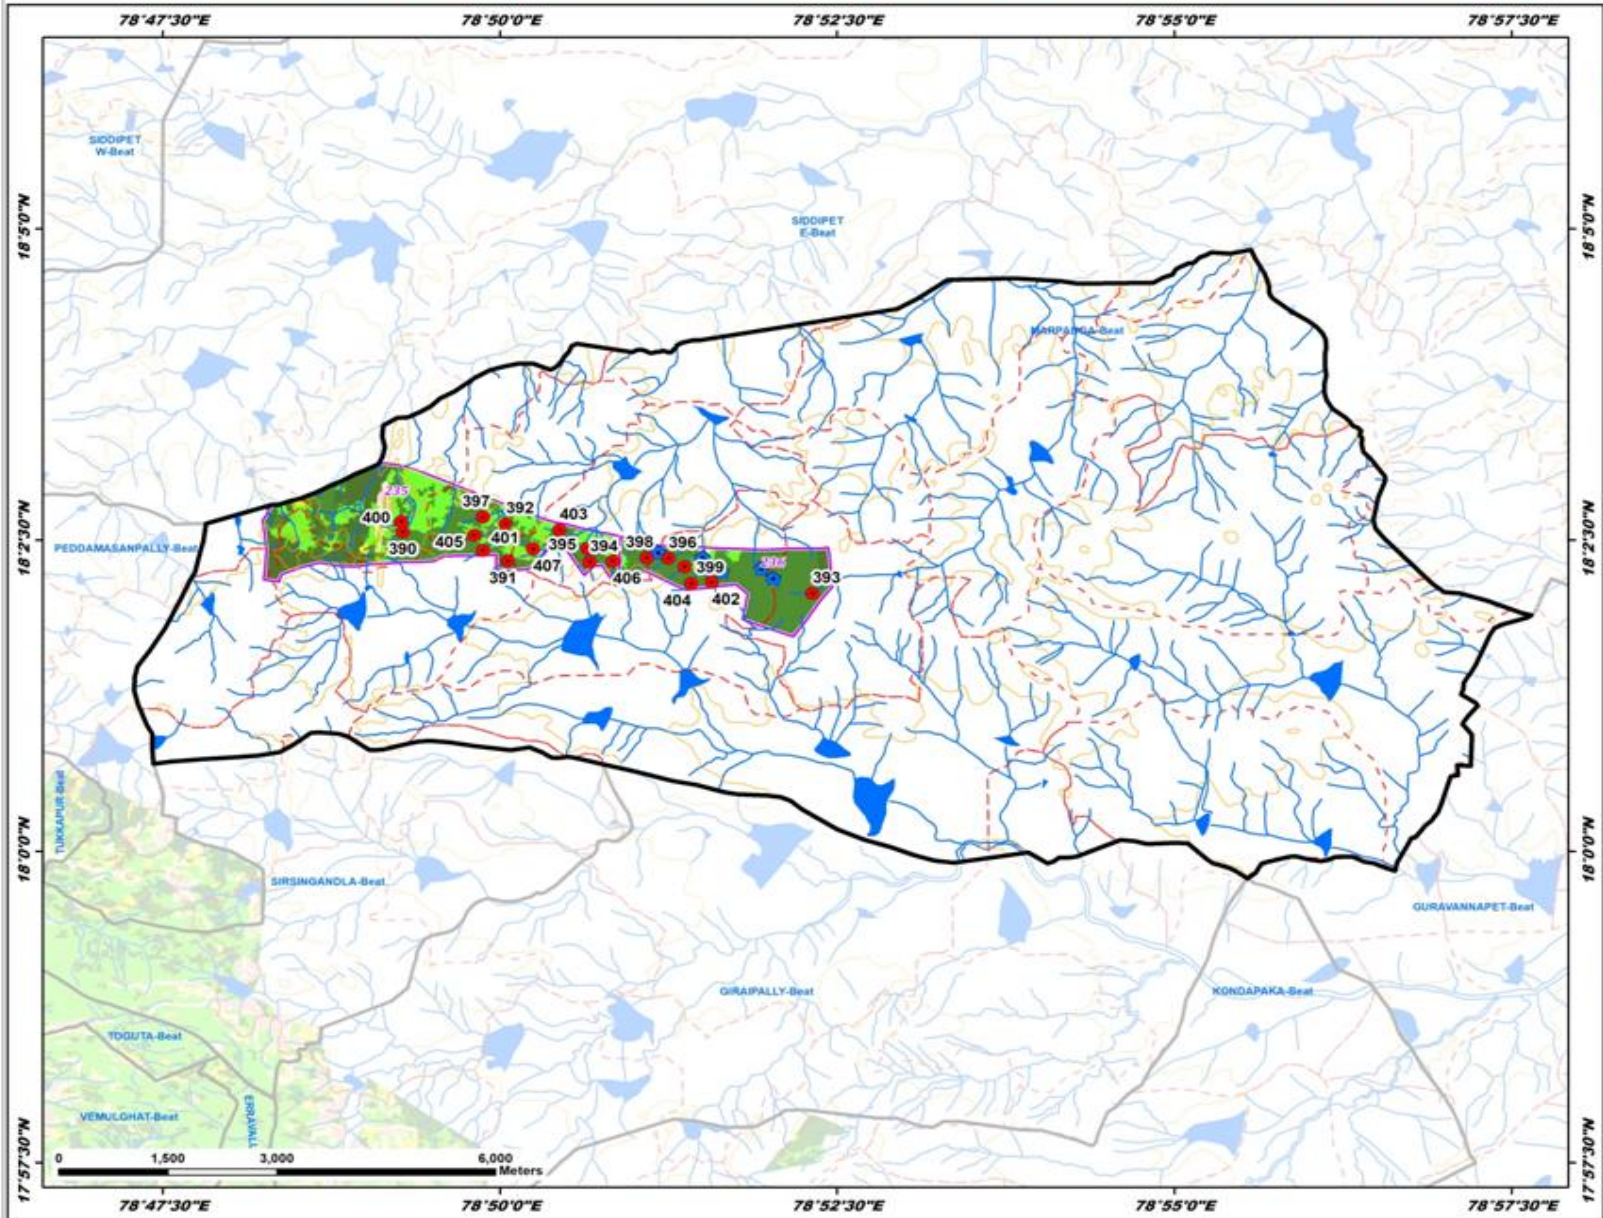 78°47'30"E 78°50'0"E 78°52'30"E 78°55'0"E 78°57'30"E
SIDDIPET
W-Beat
18°5'0"N
SIDDIPET
E-Beat
18°5'0"N
MARPADGA-Beat
235
397
392
403
400
390
405
401
395
394
398
396
18°2'30"N
PEDDAMASANPALLY-Beat
18°2'30"N
391
407
406
399
236
393
404
402
TUKKAPUR-Beat
18°0'0"N
18°0'0"N
SIRSINGANDLA-Beat
GURAVANNAPET-Beat
GIRAIPALLY-Beat
KONDAPAKA-Beat
TOGUTA-Beat
VEMULGHAT-Beat
ERRAVALL
17°57'30"N
17°57'30"N
0 1,500 3,000 6,000
Meters
78°47'30"E 78°50'0"E 78°52'30"E 78°55'0"E 78°57'30"E